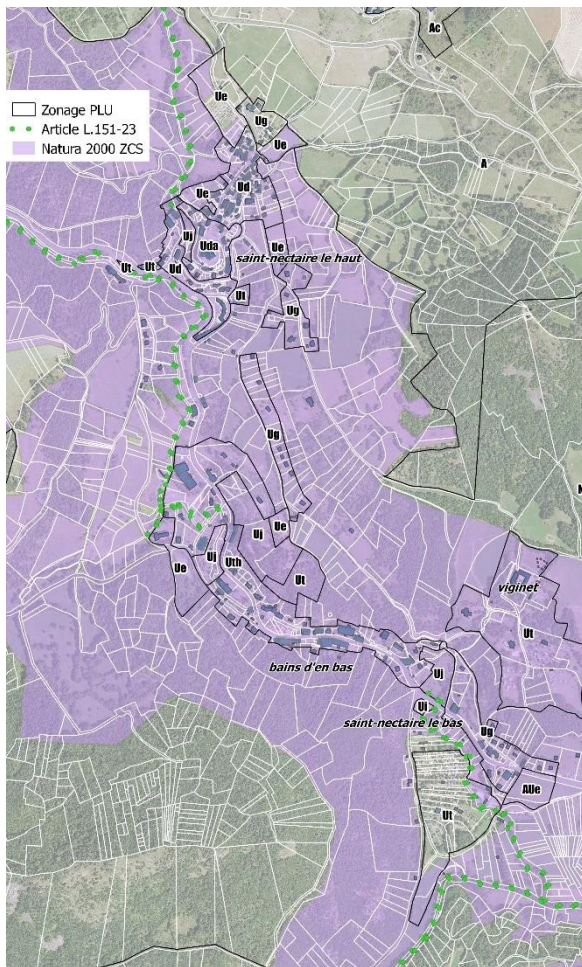 Ac
Zonage PLU
Article L.151-23
Natura 2000 ZCS
Ue
Ug
Ue
A
Ue
Ud
Uj
Uda
Ue
saint-nectaire le haut
Ut
Ut
Ud
Ut
Ug
Ug
N
Ue
Uj
Uj
Uth
Ue
Ut
viginet
Ut
bains d'en bas
Uj
Ui
saint-nectaire le bas
Ug
AUe
Ut